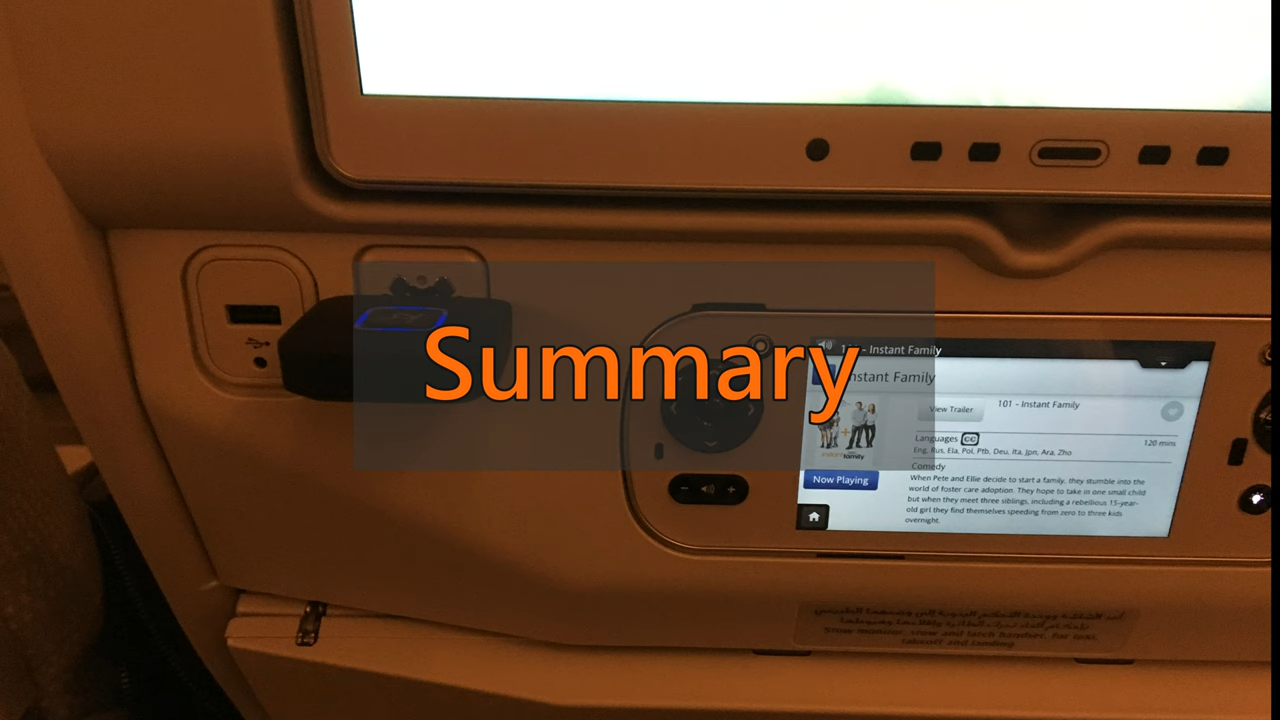 Summary
- Instant Family
Instant Family
View Trailer
101 - Instant Family
Languages CC
120 mins
Eng, Rus, Ela, Pol, Ptb, Deu, Ita, Jpn, Ara, Zho
instant family
Now Playing
Comedy
When Pete and Ellie decide to start a family, they stumble into the
world of foster care adoption. They hope to take in one small child
but when they meet three siblings, including a rebellious 15-year-
old girl they find themselves speeding from zero to three kids
overnight.
Stow monitor, stow and latch handset, for taxi,
takeoff and landing